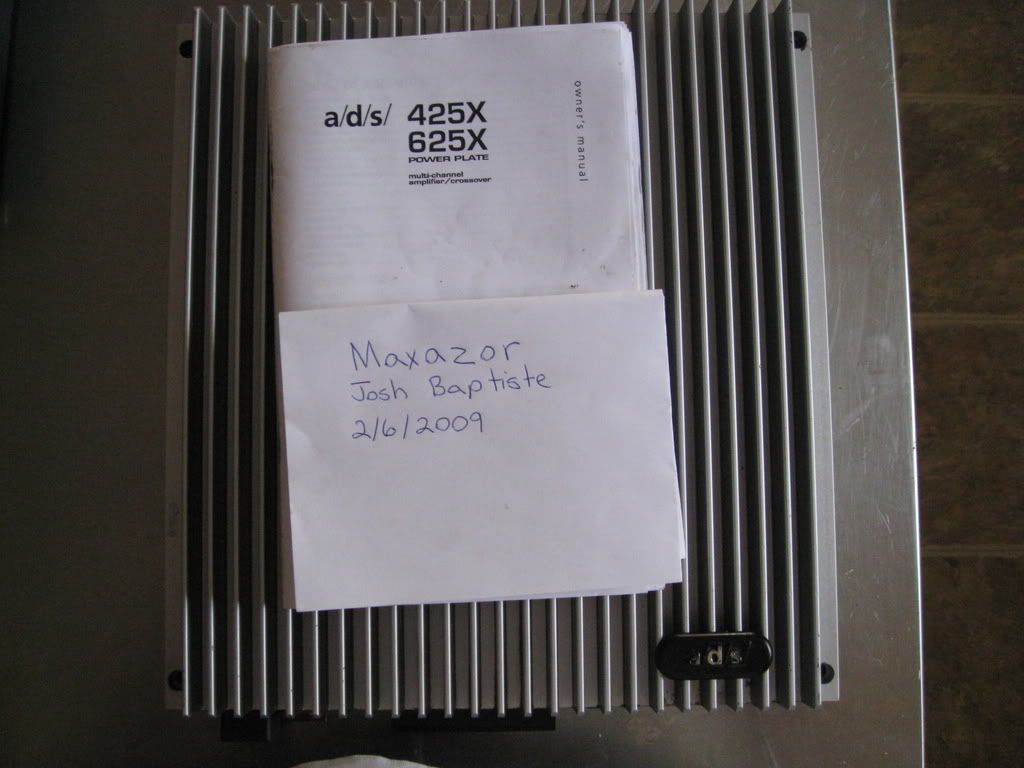 a/d/s/ 425X
625X
POWER PLATE
multi-channel
amplifier/crossover
owner's manual
Maxazor
Josh Baptiste
2/6/2009
a/d/s/